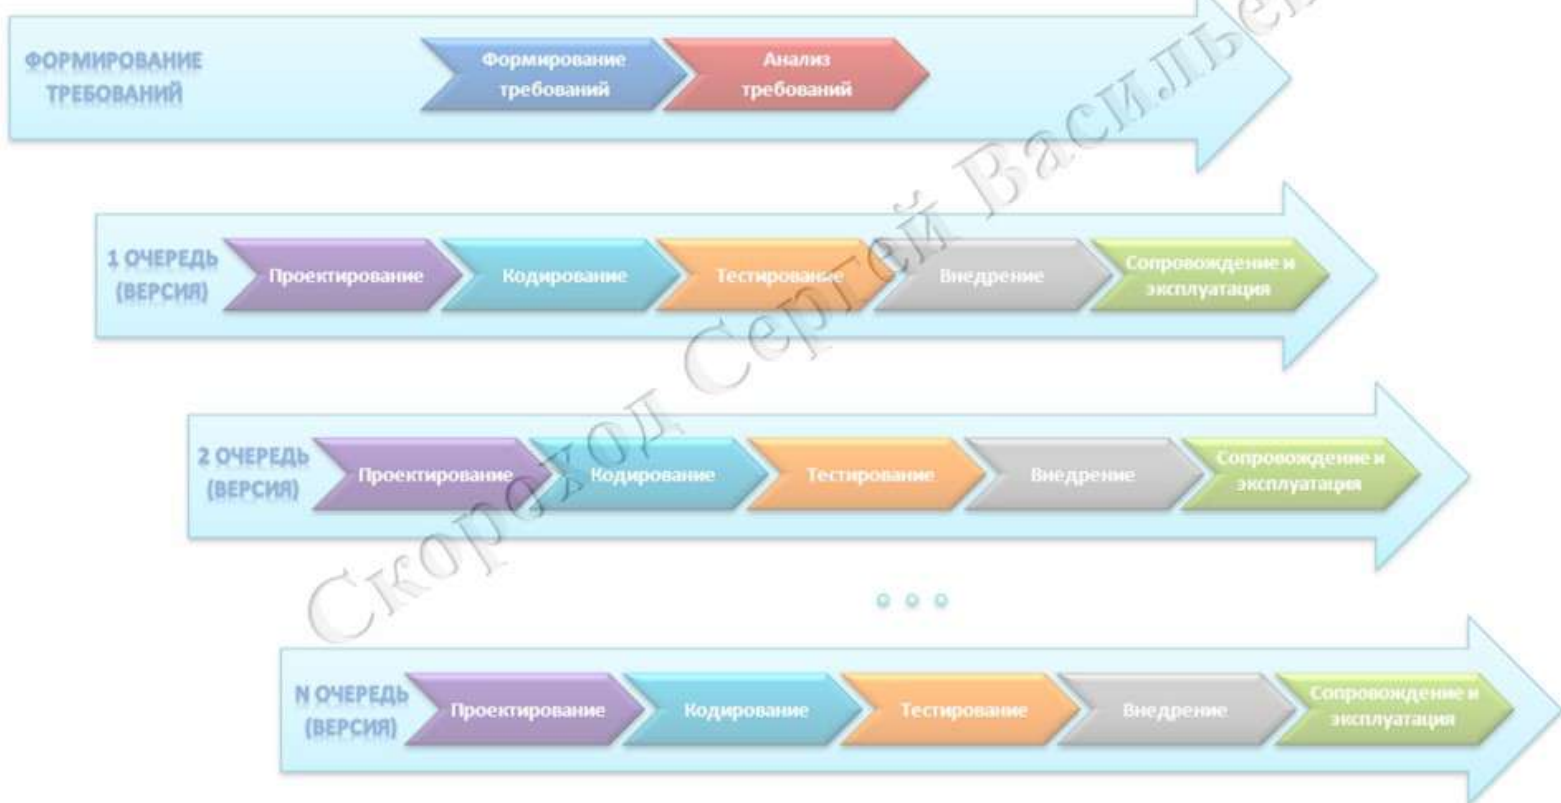 ФОРМИРОВАНИЕ
ТРЕБОВАНИЙ
Формирование
требований
Анализ
требований
1 ОЧЕРЕДЬ
(ВЕРСИЯ)
Проектирование
Кодирование
Тестирование
Внедрение
Сопровождение и
эксплуатация
2 ОЧЕРЕДЬ
(ВЕРСИЯ)
Проектирование
Кодирование
Тестирование
Внедрение
Сопровождение и
эксплуатация
N ОЧЕРЕДЬ
(ВЕРСИЯ)
Проектирование
Кодирование
Тестирование
Внедрение
Сопровождение и
эксплуатация
Скороход Сергей